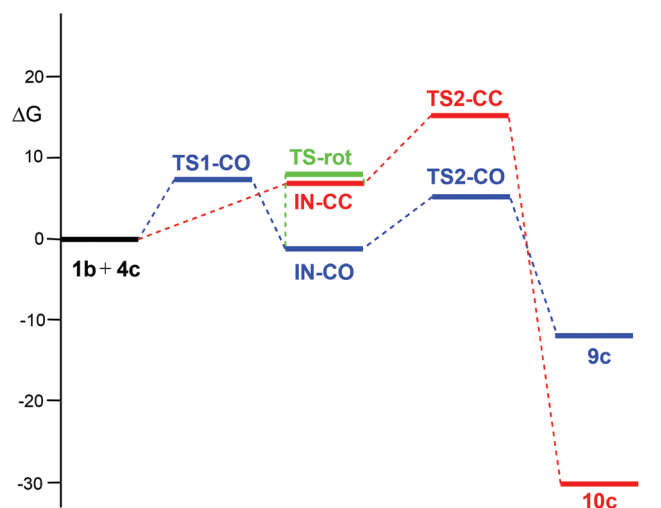 20
TS2-CC
ΔG
10
TS1-CO
TS-rot
TS2-CO
IN-CC
0
1b + 4c
IN-CO
-10
9c
-20
-30
10c